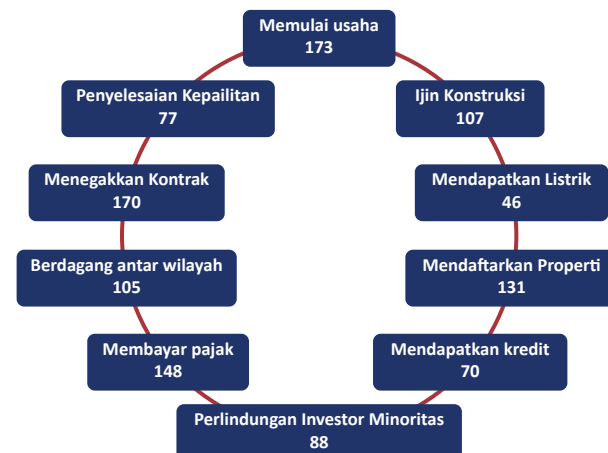 Memulai usaha
173
Ijin Konstruksi
107
Mendapatkan Listrik
46
Mendaftarkan Properti
131
Mendapatkan kredit
70
Perlindungan Investor Minoritas
88
Membayar pajak
148
Berdagang antar wilayah
105
Menegakkan Kontrak
170
Penyelesaian Kepailitan
77